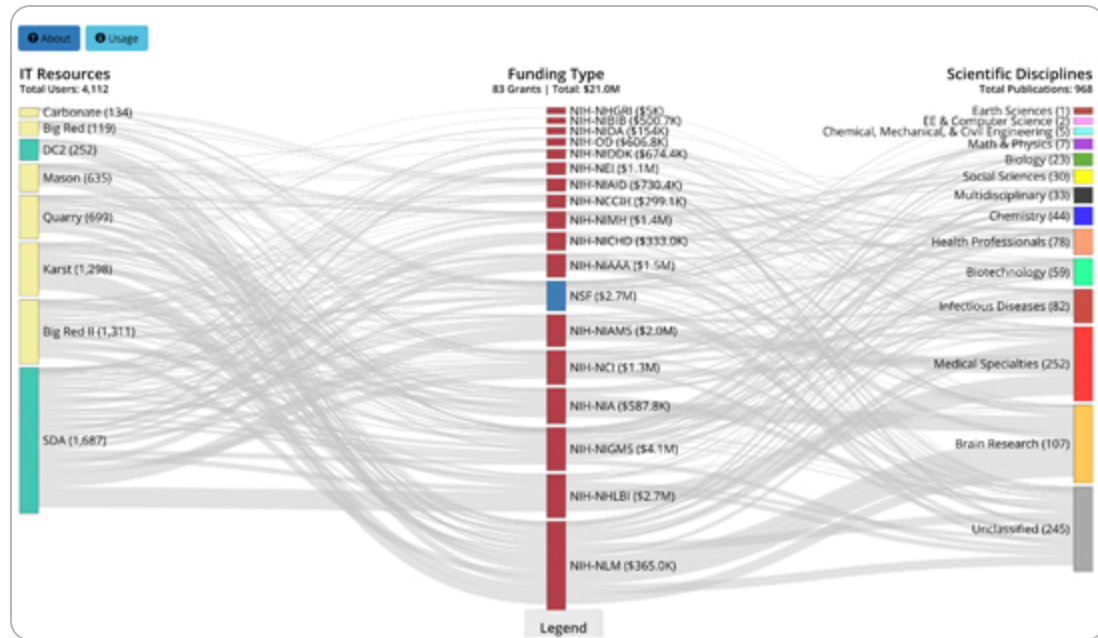 About
Usage
IT Resources
Total Users: 4,112
Carbonate (134)
Big Red (119)
DC2 (252)
Mason (635)
Quarry (699)
Karst (1,298)
Big Red II (1,311)
SDA (1,687)
Funding Type
83 Grants | Total: $21.0M
NIH-NHGRI ($5K)
NIH-NIBIB ($500.7K)
NIH-NIDA ($154K)
NIH-OD ($606.8K)
NIH-NIDDK ($674.4K)
NIH-NEI ($1.1M)
NIH-NIAID ($730.4K)
NIH-NCCIH ($299.1K)
NIH-NIMH ($1.4M)
NIH-NICHD ($333.0K)
NIH-NIAAA ($1.5M)
NSF ($2.7M)
NIH-NIAMS ($2.0M)
NIH-NCI ($1.3M)
NIH-NIA ($587.8K)
NIH-NIGMS ($4.1M)
NIH-NHLBI ($2.7M)
NIH-NLM ($365.0K)
Legend
Scientific Disciplines
Total Publications: 968
Earth Sciences (1)
EE & Computer Science (2)
Chemical, Mechanical, & Civil Engineering (5)
Math & Physics (7)
Biology (23)
Social Sciences (30)
Multidisciplinary (33)
Chemistry (44)
Health Professionals (78)
Biotechnology (59)
Infectious Diseases (82)
Medical Specialties (252)
Brain Research (107)
Unclassified (245)